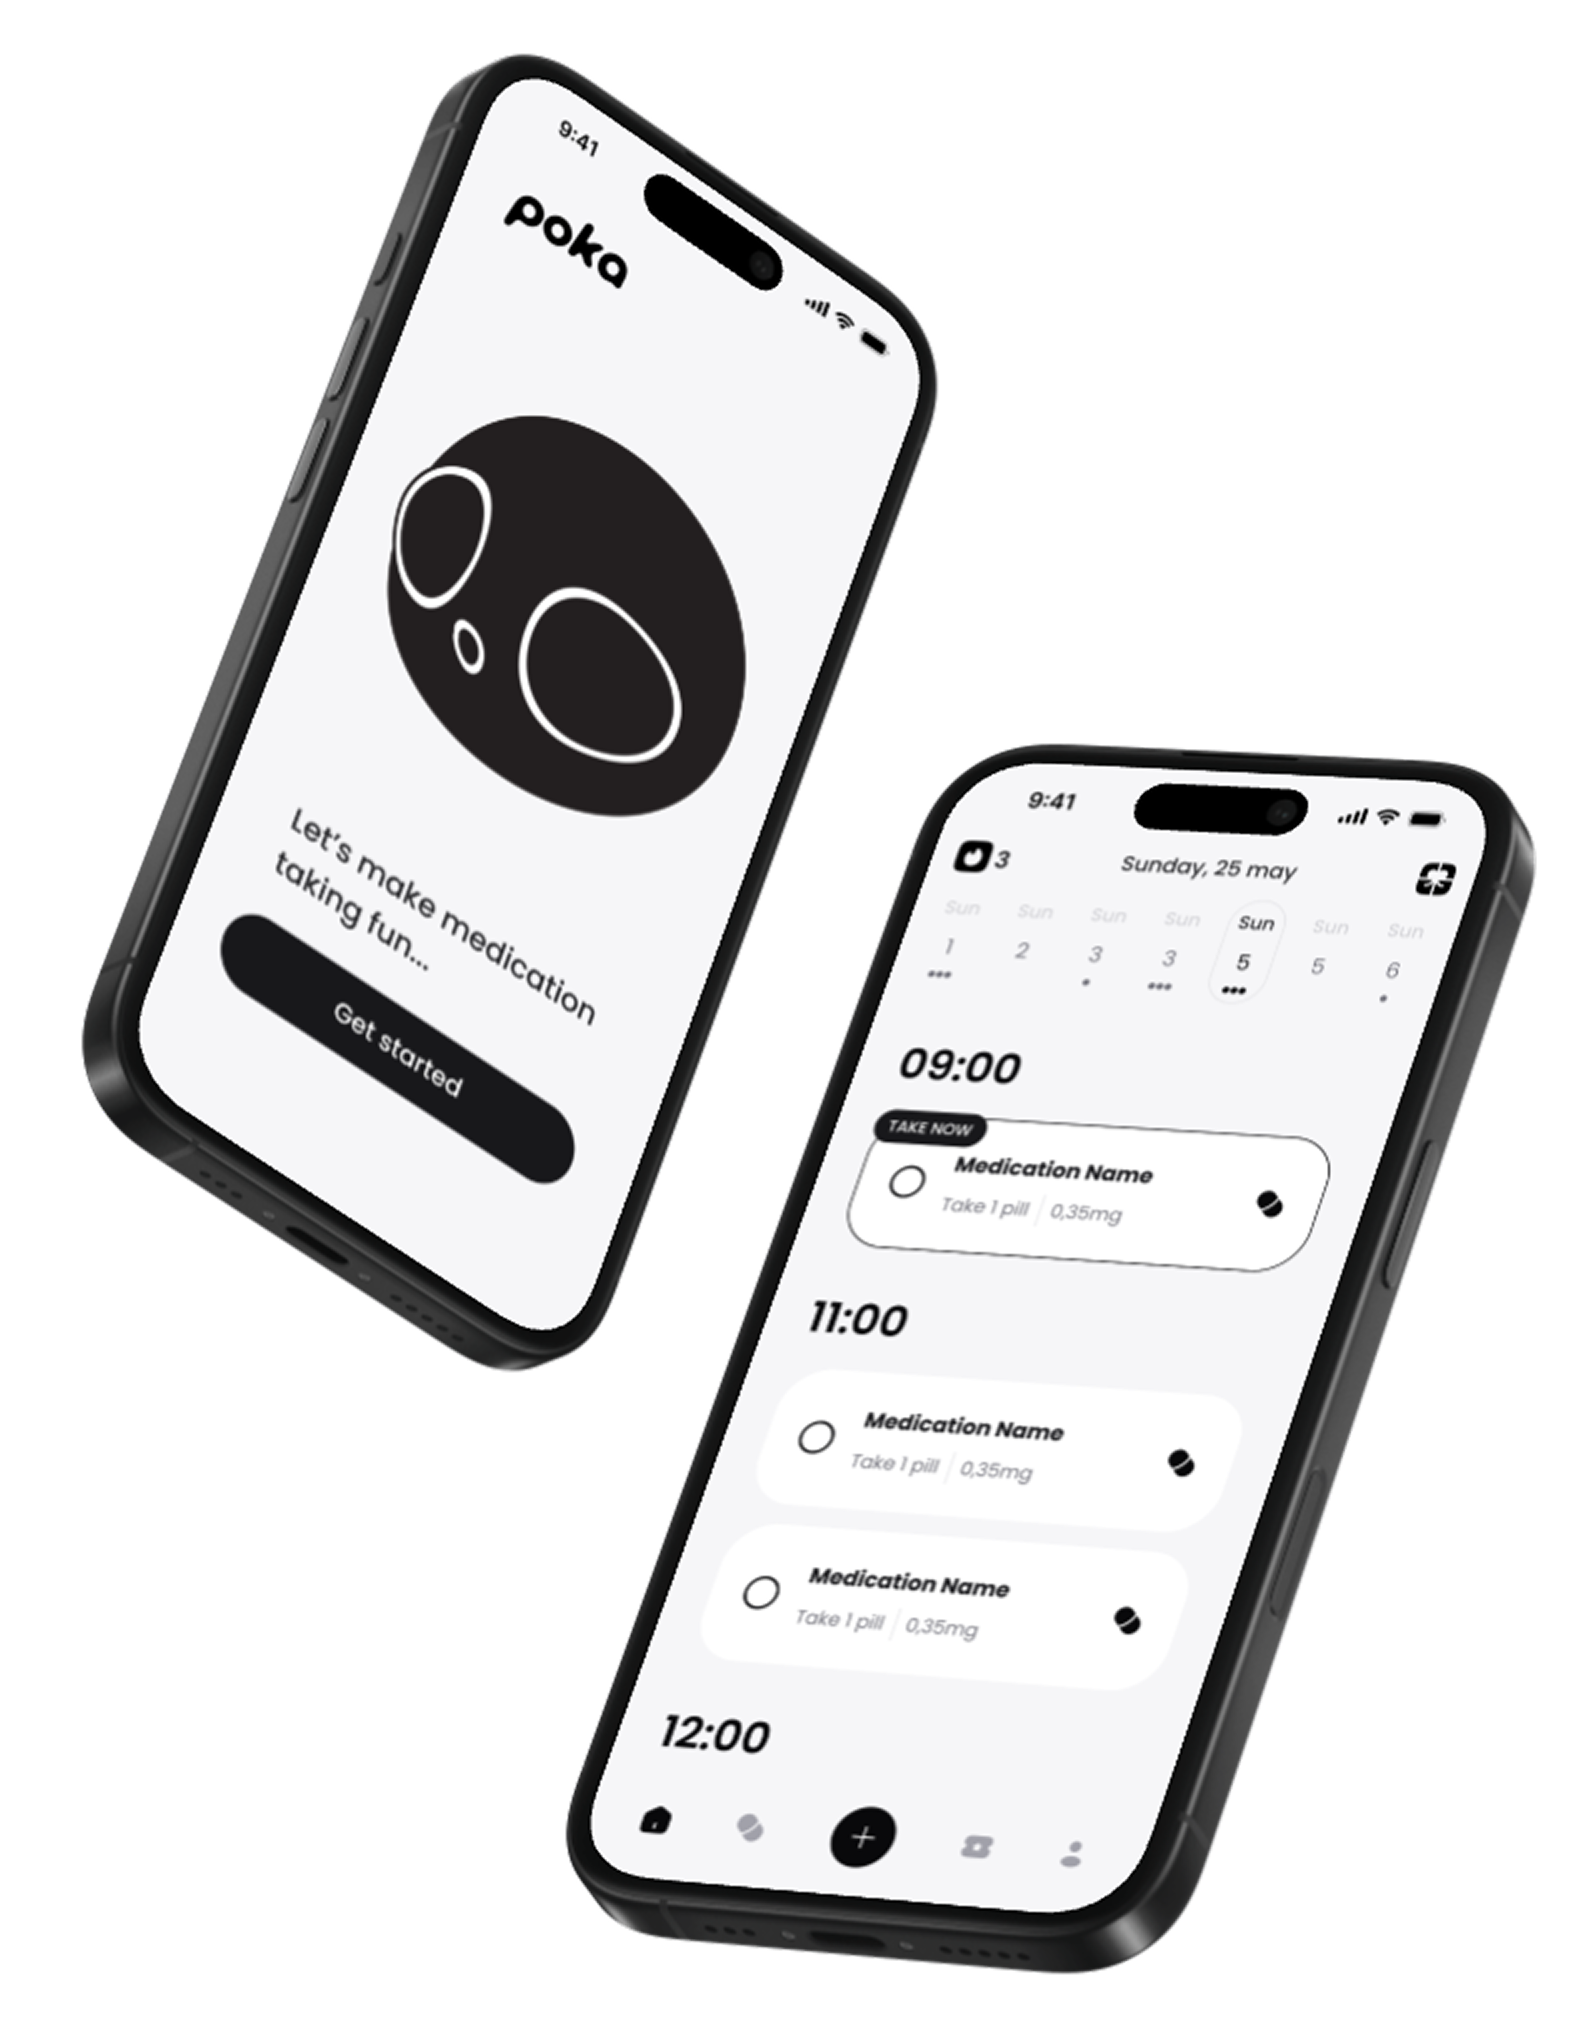 9:41
poka
Let's make medication
taking fun...
Get started
9:41
3
Sunday, 25 may
Sun Sun Sun Sun Sun Sun Sun
1 2 3 3 5 5 6
09:00
TAKE NOW
Medication Name
Take 1 pill 0,35mg
11:00
Medication Name
Take 1 pill 0,35mg
Medication Name
Take 1 pill 0,35mg
12:00